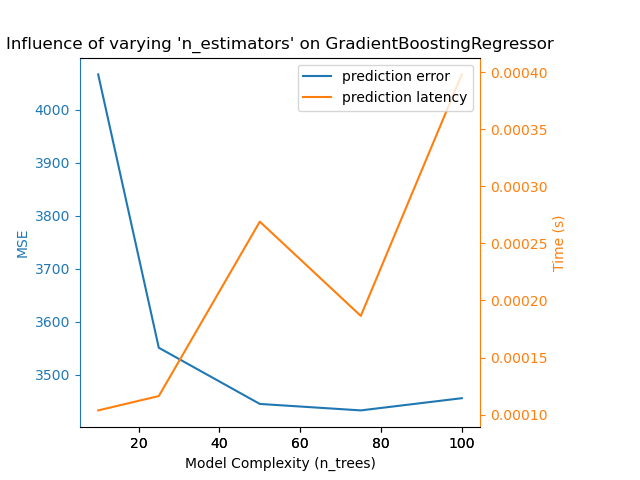 Influence of varying 'n_estimators' on GradientBoostingRegressor
prediction error
prediction latency
4000
3900
3800
3700
3600
3500
MSE
0.00040
0.00035
0.00030
0.00025
0.00020
0.00015
0.00010
Time (s)
20 40 60 80 100
Model Complexity (n_trees)